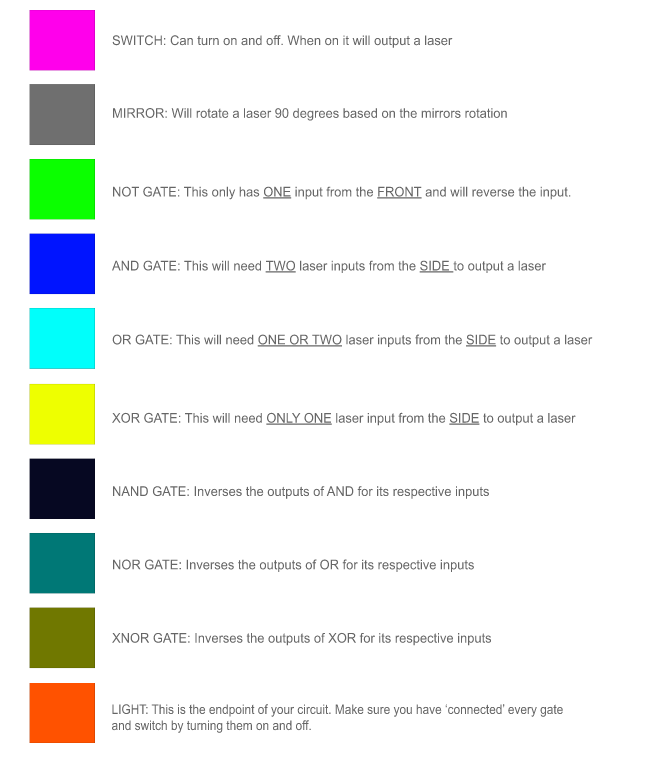 SWITCH: Can turn on and off. When on it will output a laser
MIRROR: Will rotate a laser 90 degrees based on the mirrors rotation
NOT GATE: This only has ONE input from the FRONT and will reverse the input.
AND GATE: This will need TWO laser inputs from the SIDE to output a laser
OR GATE: This will need ONE OR TWO laser inputs from the SIDE to output a laser
XOR GATE: This will need ONLY ONE laser input from the SIDE to output a laser
NAND GATE: Inverses the outputs of AND for its respective inputs
NOR GATE: Inverses the outputs of OR for its respective inputs
XNOR GATE: Inverses the outputs of XOR for its respective inputs
LIGHT: This is the endpoint of your circuit. Make sure you have ‘connected’ every gate
and switch by turning them on and off.